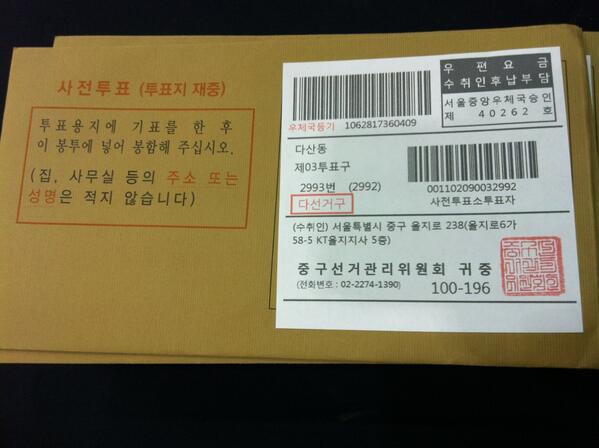 사전투표 (투표지 재중)
투표용지에 기표를 한 후
이 봉투에 넣어 봉함해 주십시오.
(집, 사무실 등의 주소 또는
성명은 적지 않습니다)
우편요금
수취인후납부담
서울중앙우체국승인
제 40262 호
우체국등기 1062817360409
다산동
제03투표구
2993번 (2992)
001102090032992
다선거구
사전투표소투표자
(수취인) 서울특별시 중구 을지로 238(을지로6가
58-5 KT을지지사 5층)
중구선거관리위원회 귀중
(전화번호 : 02-2274-1390)
100-196